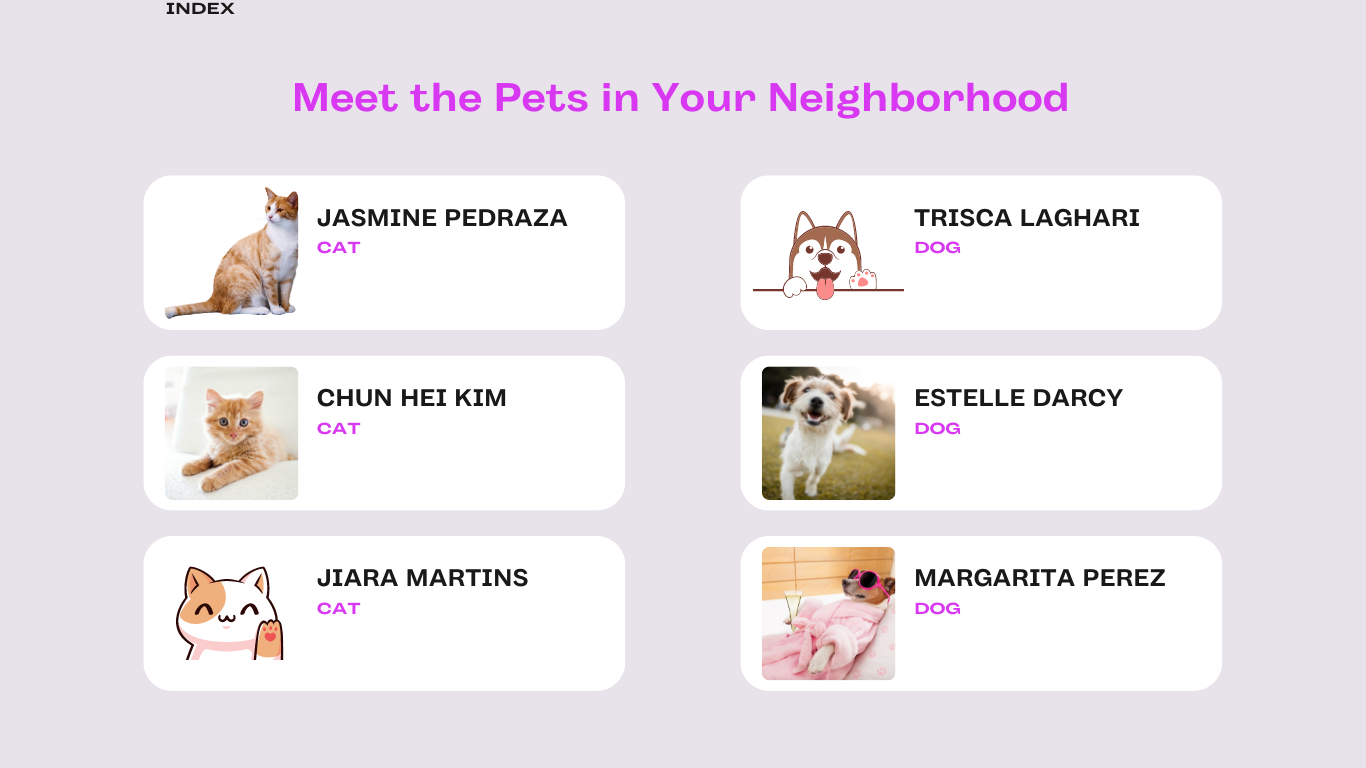 INDEX
Meet the Pets in Your Neighborhood
JASMINE PEDRAZA
CAT
TRISCA LAGHARI
DOG
CHUN HEI KIM
CAT
ESTELLE DARCY
DOG
JIARA MARTINS
CAT
MARGARITA PEREZ
DOG